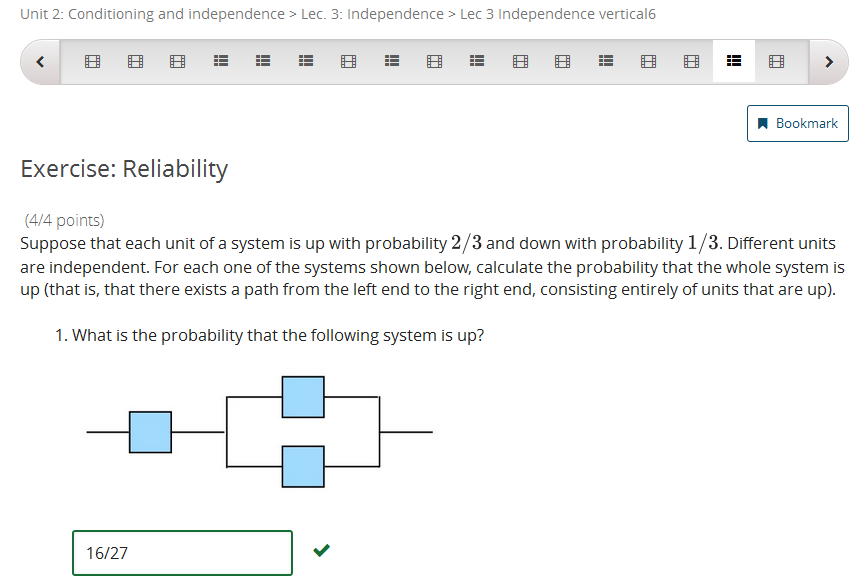 Unit 2: Conditioning and independence > Lec. 3: Independence > Lec 3 Independence vertical6
Bookmark
Exercise: Reliability
(4/4 points)
Suppose that each unit of a system is up with probability 2/3 and down with probability 1/3. Different units
are independent. For each one of the systems shown below, calculate the probability that the whole system is
up (that is, that there exists a path from the left end to the right end, consisting entirely of units that are up).
1. What is the probability that the following system is up?
16/27